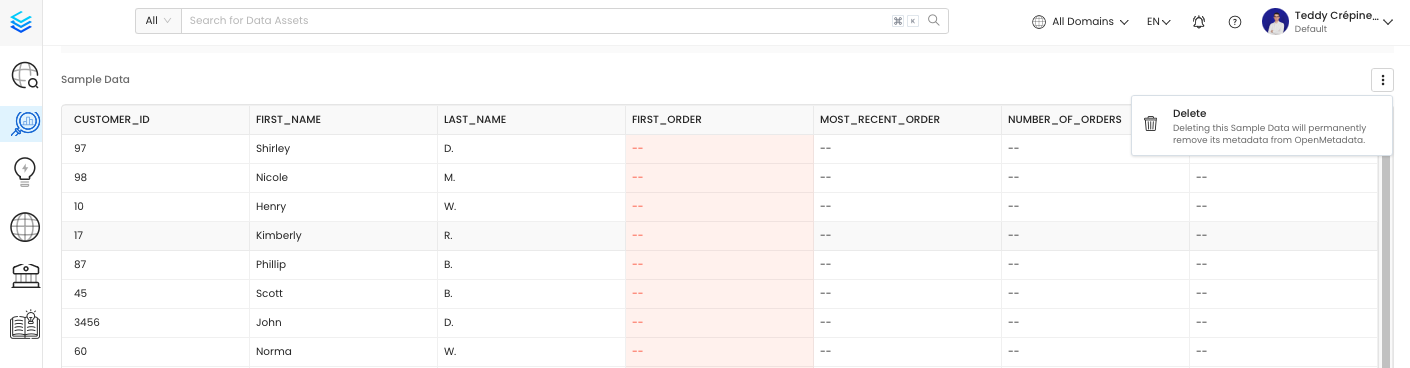 All Search for Data Assets ⌘ K All Domains EN Teddy Crépine...
Default
Sample Data
Delete
Deleting this Sample Data will permanently
remove its metadata from OpenMetadata.
CUSTOMER_ID FIRST_NAME LAST_NAME FIRST_ORDER MOST_RECENT_ORDER NUMBER_OF_ORDERS
97 Shirley D. -- -- --
98 Nicole M. -- -- -- --
10 Henry W. -- -- -- --
17 Kimberly R. -- -- -- --
87 Phillip B. -- -- -- --
45 Scott B. -- -- -- --
3456 John D. -- -- -- --
60 Norma W. -- -- -- --